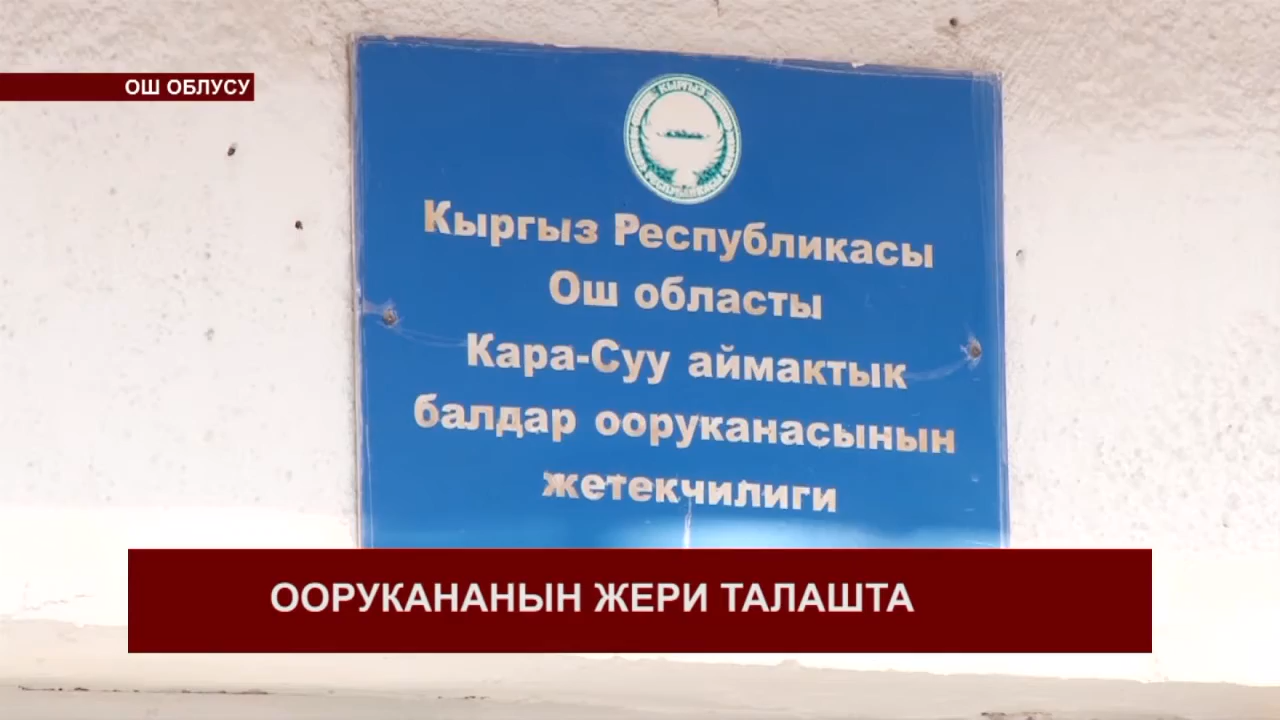 ОШ ОБЛУСУ
Кыргыз Республикасы
Ош областы
Кара-Суу аймактык
балдар ооруканасынын
жетекчилиги
ООРУКАНАНЫН ЖЕРИ ТАЛАШТА